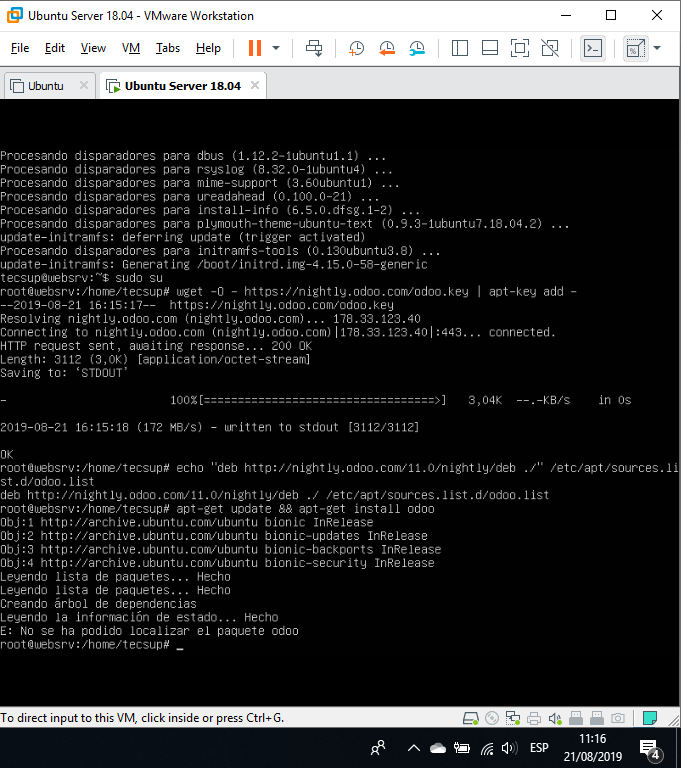 Ubuntu Server 18.04 - VMware Workstation
File Edit View VM Tabs Help
Ubuntu Ubuntu Server 18.04
Procesando disparadores para dbus (1.12.2-1ubuntu1.1) ...
Procesando disparadores para rsyslog (8.32.0-1ubuntu4) ...
Procesando disparadores para mime-support (3.60ubuntu1) ...
Procesando disparadores para ureadahead (0.100.0-21) ...
Procesando disparadores para install-info (6.5.0.dfsg.1-2) ...
Procesando disparadores para plymouth-theme-ubuntu-text (0.9.3-1ubuntu7.18.04.2) ...
update-initramfs: deferring update (trigger activated)
Procesando disparadores para initramfs-tools (0.130ubuntu3.8) ...
update-initramfs: Generating /boot/initrd.img-4.15.0-58-generic
tecsup@websrv:~$ sudo su
root@websrv:/home/tecsup# wget -O - https://nightly.odoo.com/odoo.key | apt-key add -
--2019-08-21 16:15:17--  https://nightly.odoo.com/odoo.key
Resolving nightly.odoo.com (nightly.odoo.com)... 178.33.123.40
Connecting to nightly.odoo.com (nightly.odoo.com)|178.33.123.40|:443... connected.
HTTP request sent, awaiting response... 200 OK
Length: 3112 (3,0K) [application/octet-stream]
Saving to: ‘STDOUT’
- 100%[===================================>] 3,04K --.-KB/s in 0s
2019-08-21 16:15:18 (172 MB/s) - written to stdout [3112/3112]
OK
root@websrv:/home/tecsup# echo "deb http://nightly.odoo.com/11.0/nightly/deb ./" /etc/apt/sources.li
st.d/odoo.list
deb http://nightly.odoo.com/11.0/nightly/deb ./ /etc/apt/sources.list.d/odoo.list
root@websrv:/home/tecsup# apt-get update && apt-get install odoo
Obj:1 http://archive.ubuntu.com/ubuntu bionic InRelease
Obj:2 http://archive.ubuntu.com/ubuntu bionic-updates InRelease
Obj:3 http://archive.ubuntu.com/ubuntu bionic-backports InRelease
Obj:4 http://archive.ubuntu.com/ubuntu bionic-security InRelease
Leyendo lista de paquetes... Hecho
Leyendo lista de paquetes... Hecho
Creando árbol de dependencias
Leyendo la información de estado... Hecho
E: No se ha podido localizar el paquete odoo
root@websrv:/home/tecsup# _
To direct input to this VM, click inside or press Ctrl+G.
ESP
11:16
21/08/2019
4